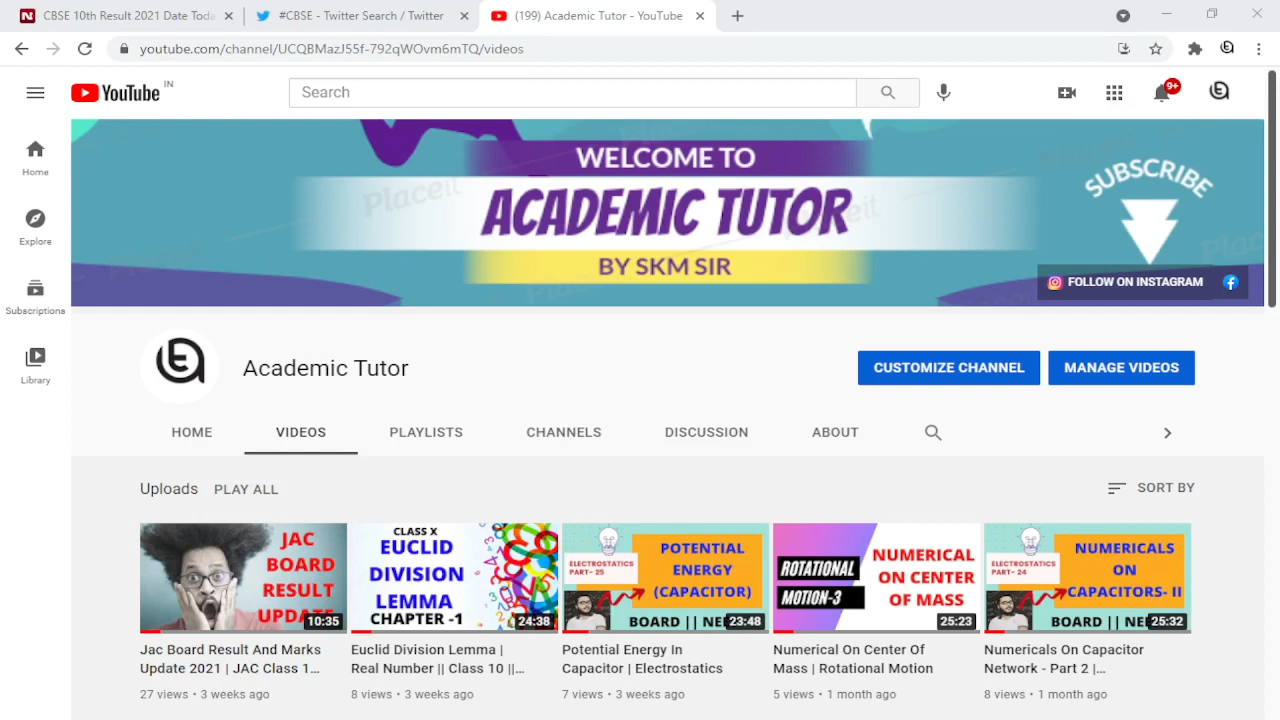 CBSE 10th Result 2021 Date Toda
#CBSE - Twitter Search / Twitter
(199) Academic Tutor - YouTube
youtube.com/channel/UCQBMazJ55f-792qWOvm6mTQ/videos
YouTube IN
Search
9+
Home
Explore
Subscriptions
Library
WELCOME TO
ACADEMIC TUTOR
BY SKM SIR
SUBSCRIBE
Placeit
FOLLOW ON INSTAGRAM
Academic Tutor
CUSTOMIZE CHANNEL
MANAGE VIDEOS
HOME VIDEOS PLAYLISTS CHANNELS DISCUSSION ABOUT
Uploads PLAY ALL
SORT BY
JAC
BOARD
RESULT
UPDATE
10:35
Jac Board Result And Marks
Update 2021 | JAC Class 1...
27 views • 3 weeks ago
CLASS X
EUCLID
DIVISION
LEMMA
CHAPTER -1
24:38
Euclid Division Lemma |
Real Number || Class 10 ||...
8 views • 3 weeks ago
ELECTROSTATICS
PART- 25
POTENTIAL
ENERGY
(CAPACITOR)
BOARD || NE
23:48
Potential Energy In
Capacitor | Electrostatics
7 views • 3 weeks ago
ROTATIONAL
MOTION-3
NUMERICAL
ON CENTER
OF MASS
25:23
Numerical On Center Of
Mass | Rotational Motion
5 views • 1 month ago
ELECTROSTATICS
PART- 24
NUMERICALS
ON
CAPACITORS- II
BOARD || NE
25:32
Numericals On Capacitor
Network - Part 2 |...
8 views • 1 month ago